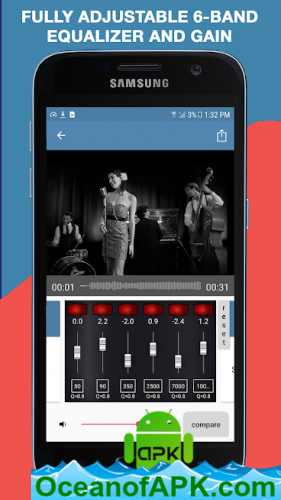 FULLY ADJUSTABLE 6-BAND
EQUALIZER AND GAIN
SAMSUNG
3% 1:32 PM
00:01
00:31
0.0 2.2 -2.0 0.9 -2.4 1.2
reset
60 90 350 2500 7000 100...
Q=0.8 Q=0.8 Q=0.8 Q=0.8 Q=0.8 Q=0.8
compare
apk
OceanofAPK.com